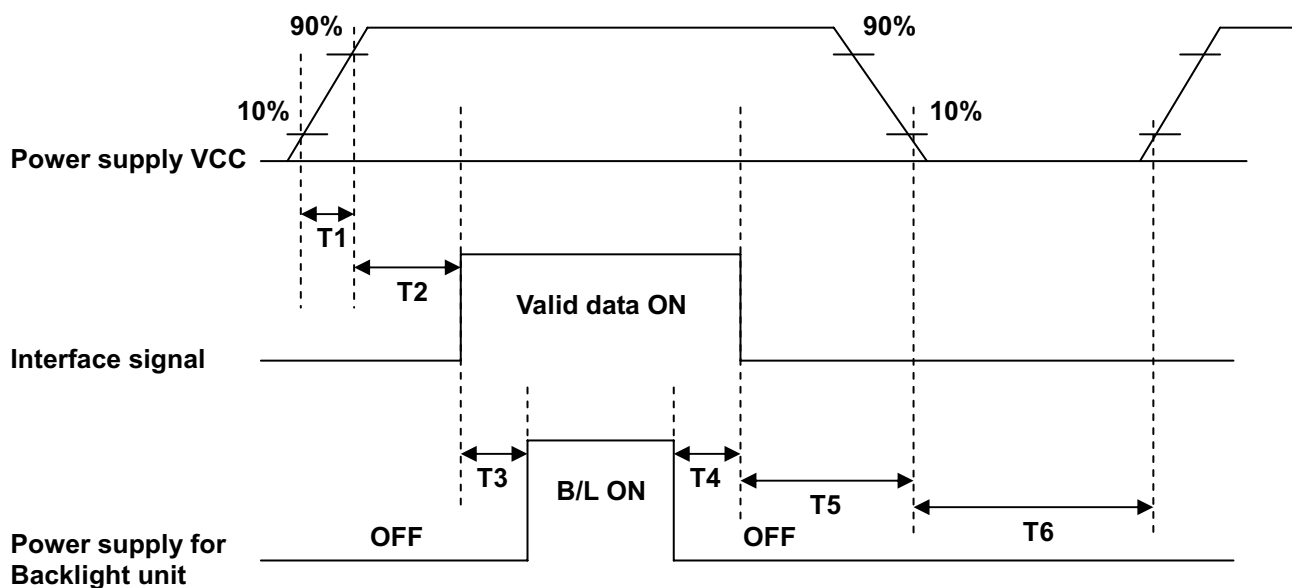 90%
90%
10%
10%
Power supply VCC
T1
T2
Valid data ON
Interface signal
T3
T4
B/L ON
T5
T6
OFF
OFF
Power supply for
Backlight unit